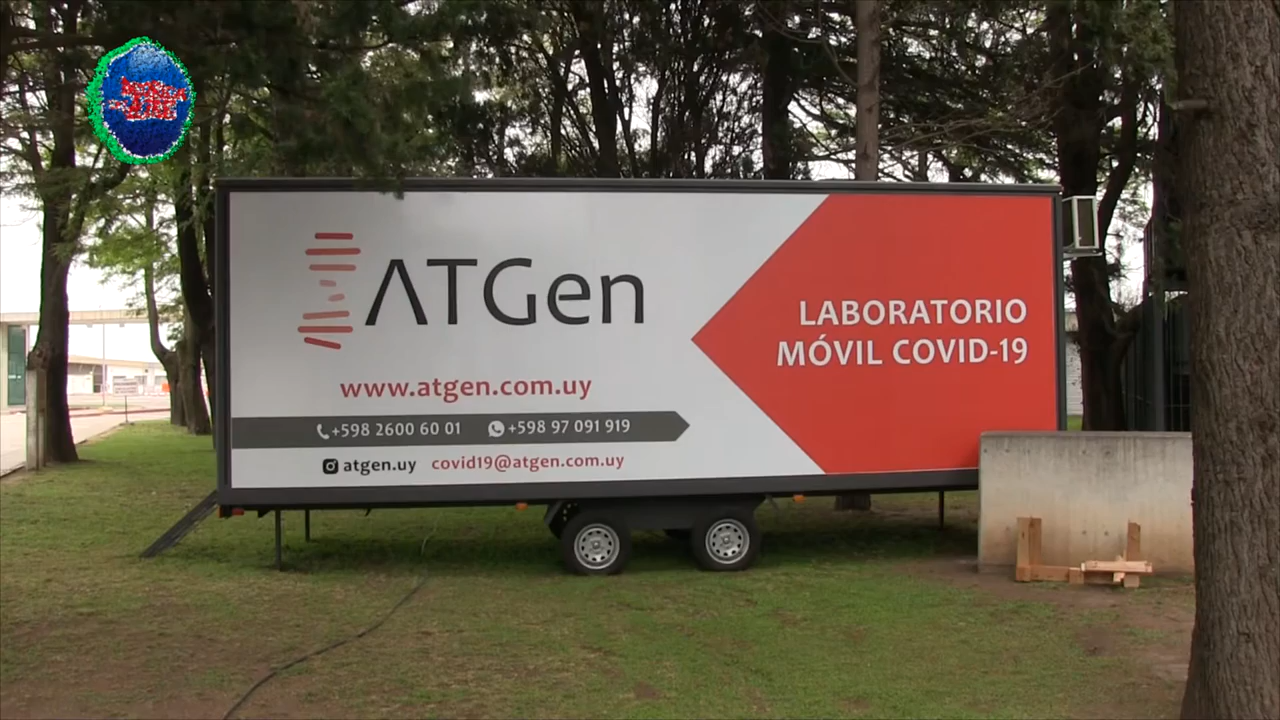 ATGen
www.atgen.com.uy
+598 2600 60 01 +598 97 091 919
atgen.uy covid19@atgen.com.uy
LABORATORIO
MÓVIL COVID-19